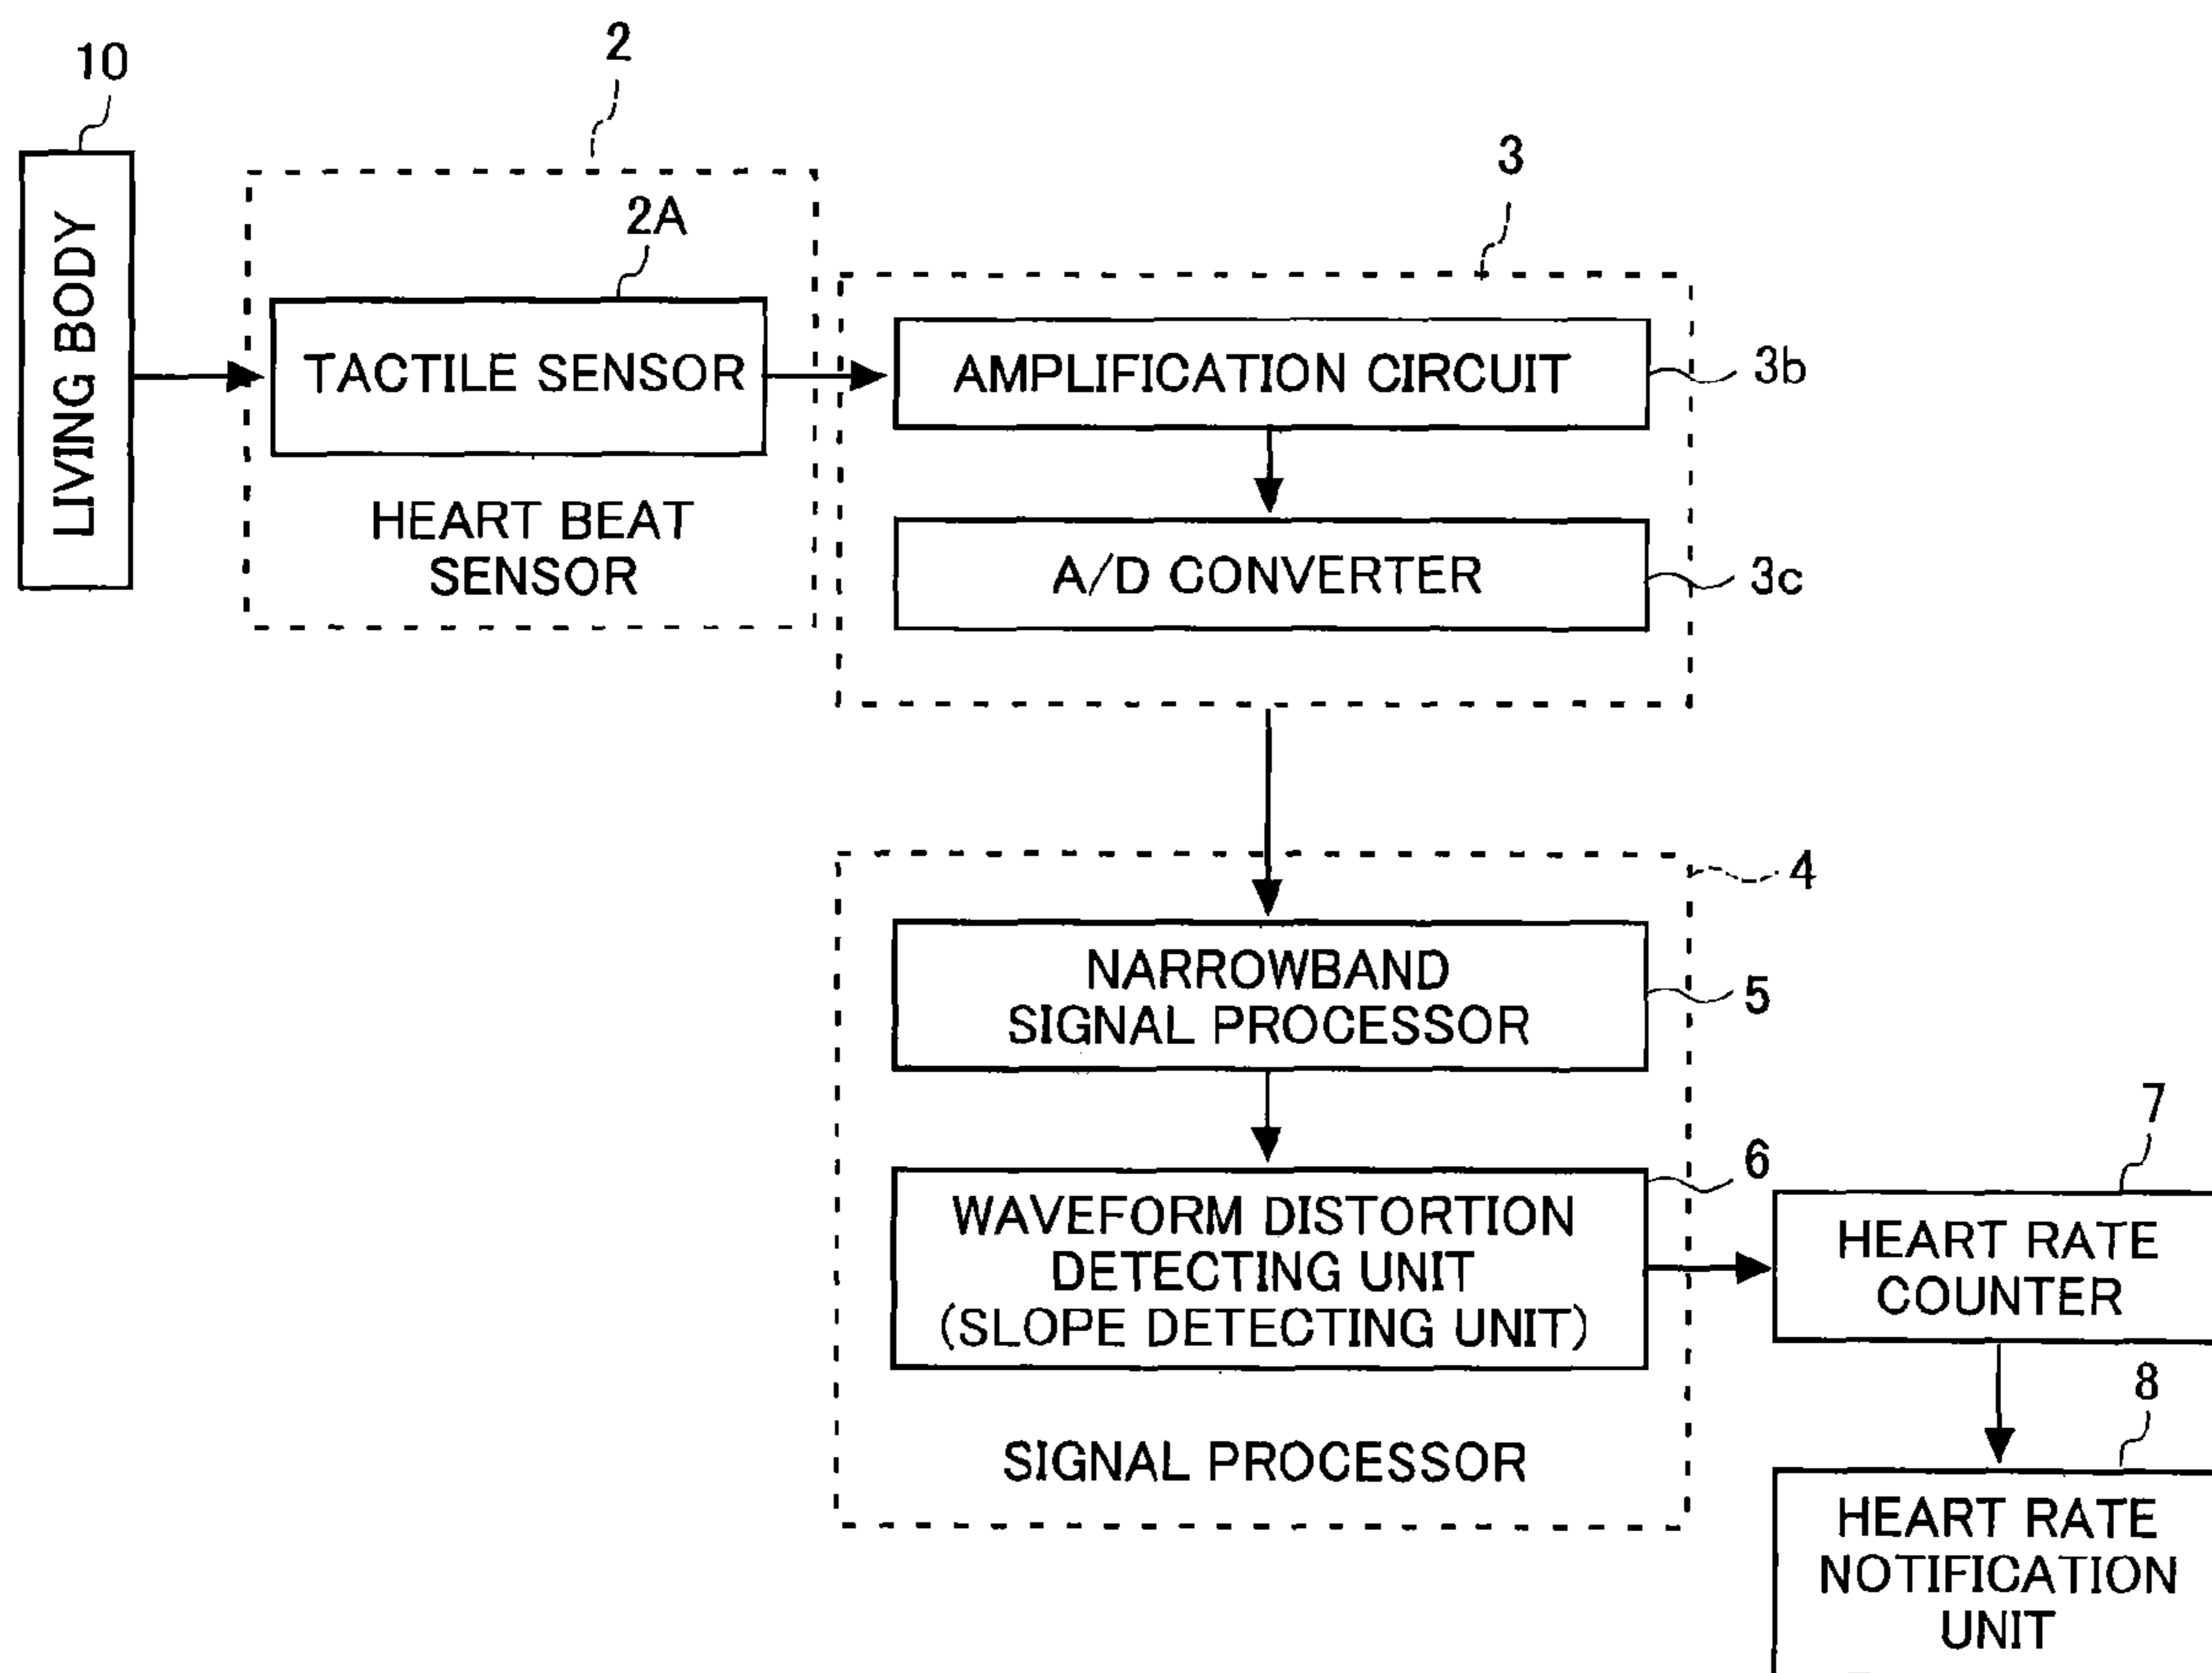 10
2
3
2A
LIVING BODY
TACTILE SENSOR
HEART BEAT
SENSOR
AMPLIFICATION CIRCUIT
3b
A/D CONVERTER
3c
4
NARROWBAND
SIGNAL PROCESSOR
5
6
WAVEFORM DISTORTION
DETECTING UNIT
(SLOPE DETECTING UNIT)
SIGNAL PROCESSOR
7
HEART RATE
COUNTER
8
HEART RATE
NOTIFICATION
UNIT